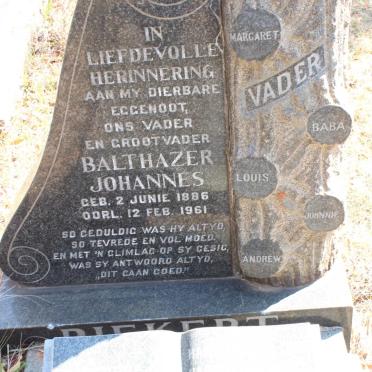 IN
LIEFDEVOLLE
HERINNERING
AAN MY DIERBARE
EGGENOOT,
ONS VADER
EN GROOTVADER
BALTHAZER
JOHANNES
GEB. 2 JUNIE 1886
OORL. 12 FEB. 1961
SO GEDULDIG WAS HY ALTYD,
SO TEVREDE EN VOL MOED,
EN MET 'N GLIMLAG OP SY GESIG,
WAS SY ANTWOORD ALTYD,
"DIT GAAN GOED."
MARGARET
VADER
BABA
LOUIS
JOHNNIE
ANDREW
BIEKERT